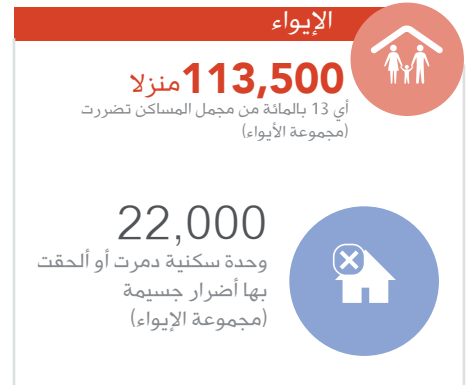 الإيواء
113,500 منزلا
أي 13 بالمائة من مجمل المساكن تضررت
(مجموعة الأيواء)
22,000
وحدة سكنية دمرت أو ألحقت
بها أضرار جسيمة
(مجموعة الإيواء)